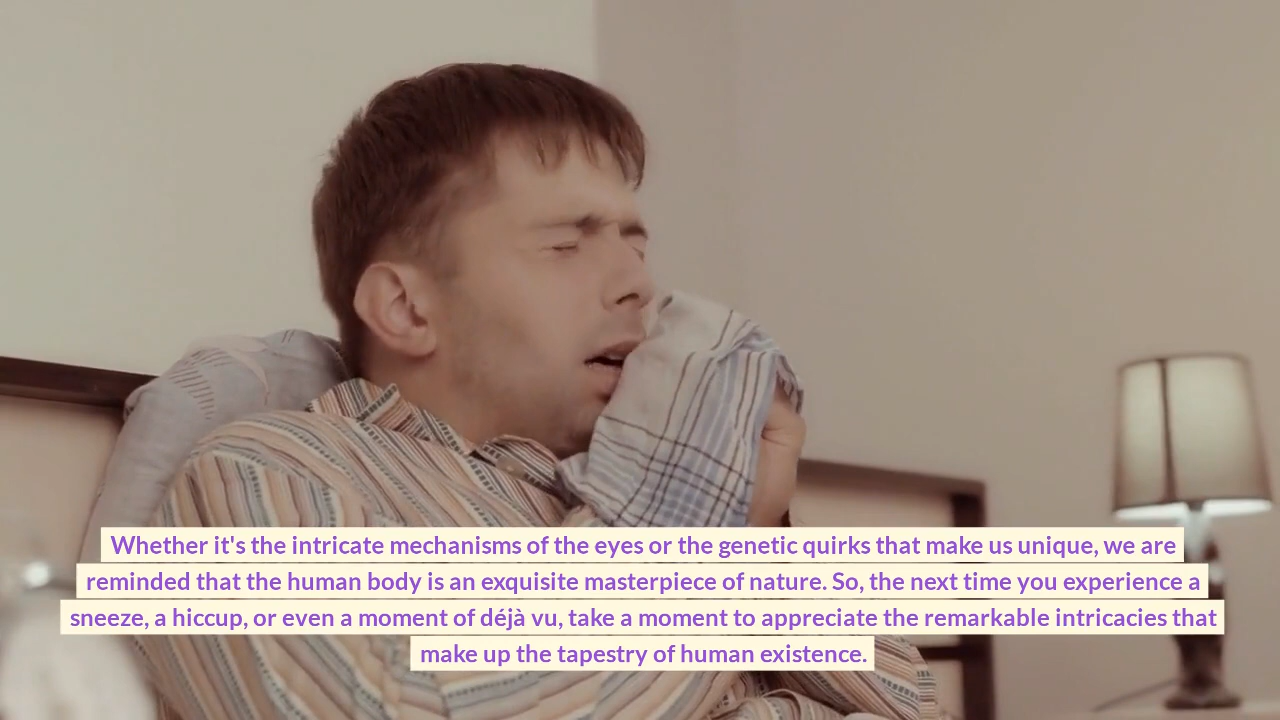 Whether it's the intricate mechanisms of the eyes or the genetic quirks that make us unique, we are
reminded that the human body is an exquisite masterpiece of nature. So, the next time you experience a
sneeze, a hiccup, or even a moment of déjà vu, take a moment to appreciate the remarkable intricacies that
make up the tapestry of human existence.